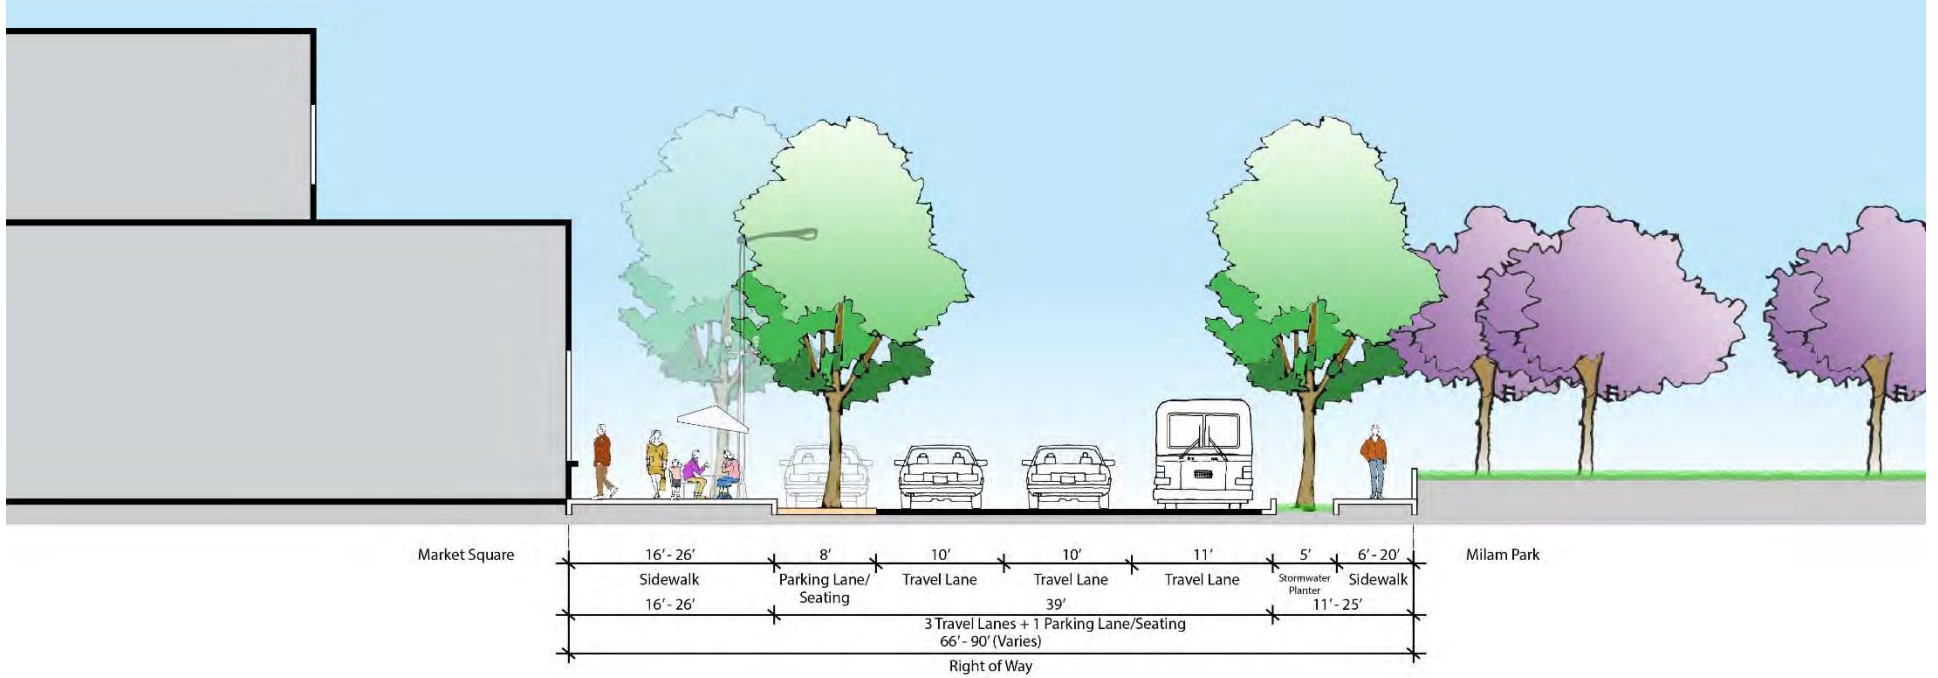 Market Square
16'- 26'
8'
10'
10'
11'
5'
6'- 20'
Milam Park
Sidewalk
Parking Lane/
Seating
Travel Lane
Travel Lane
Travel Lane
Stormwater
Planter
Sidewalk
16'- 26'
39'
11'- 25'
3 Travel Lanes + 1 Parking Lane/Seating
66'- 90' (Varies)
Right of Way